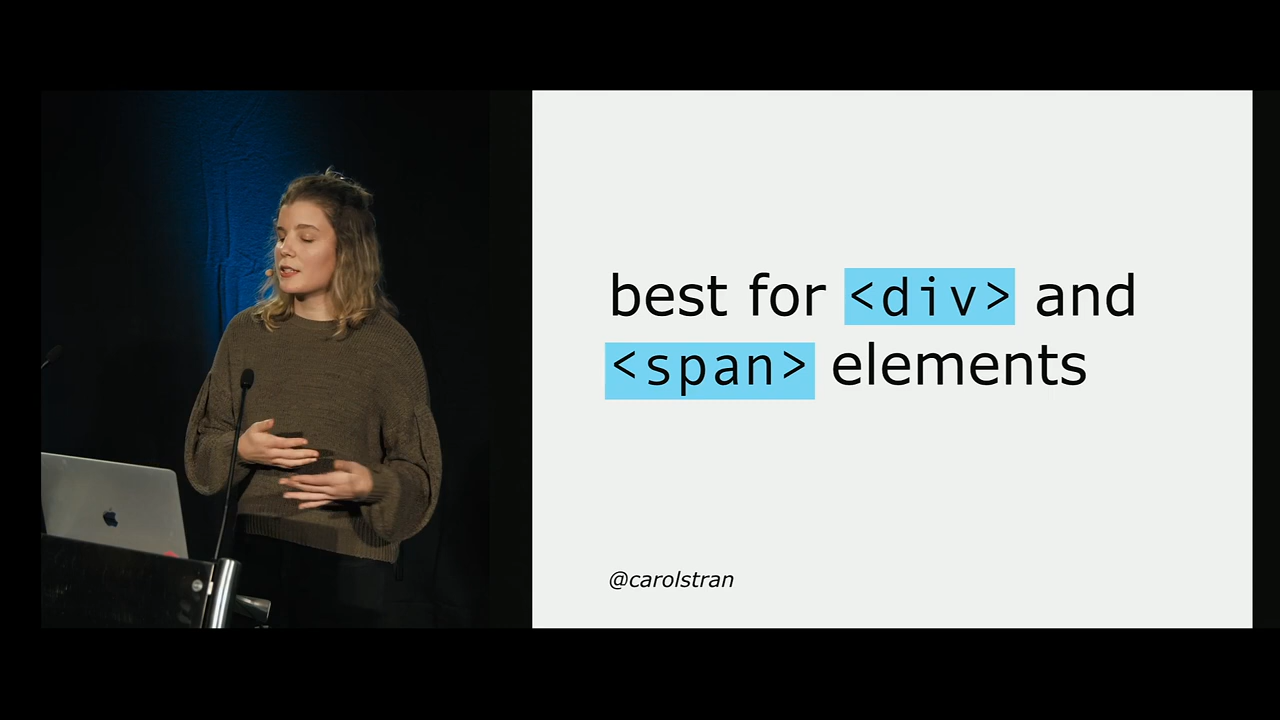 best for <div> and
<span> elements
@carolstran